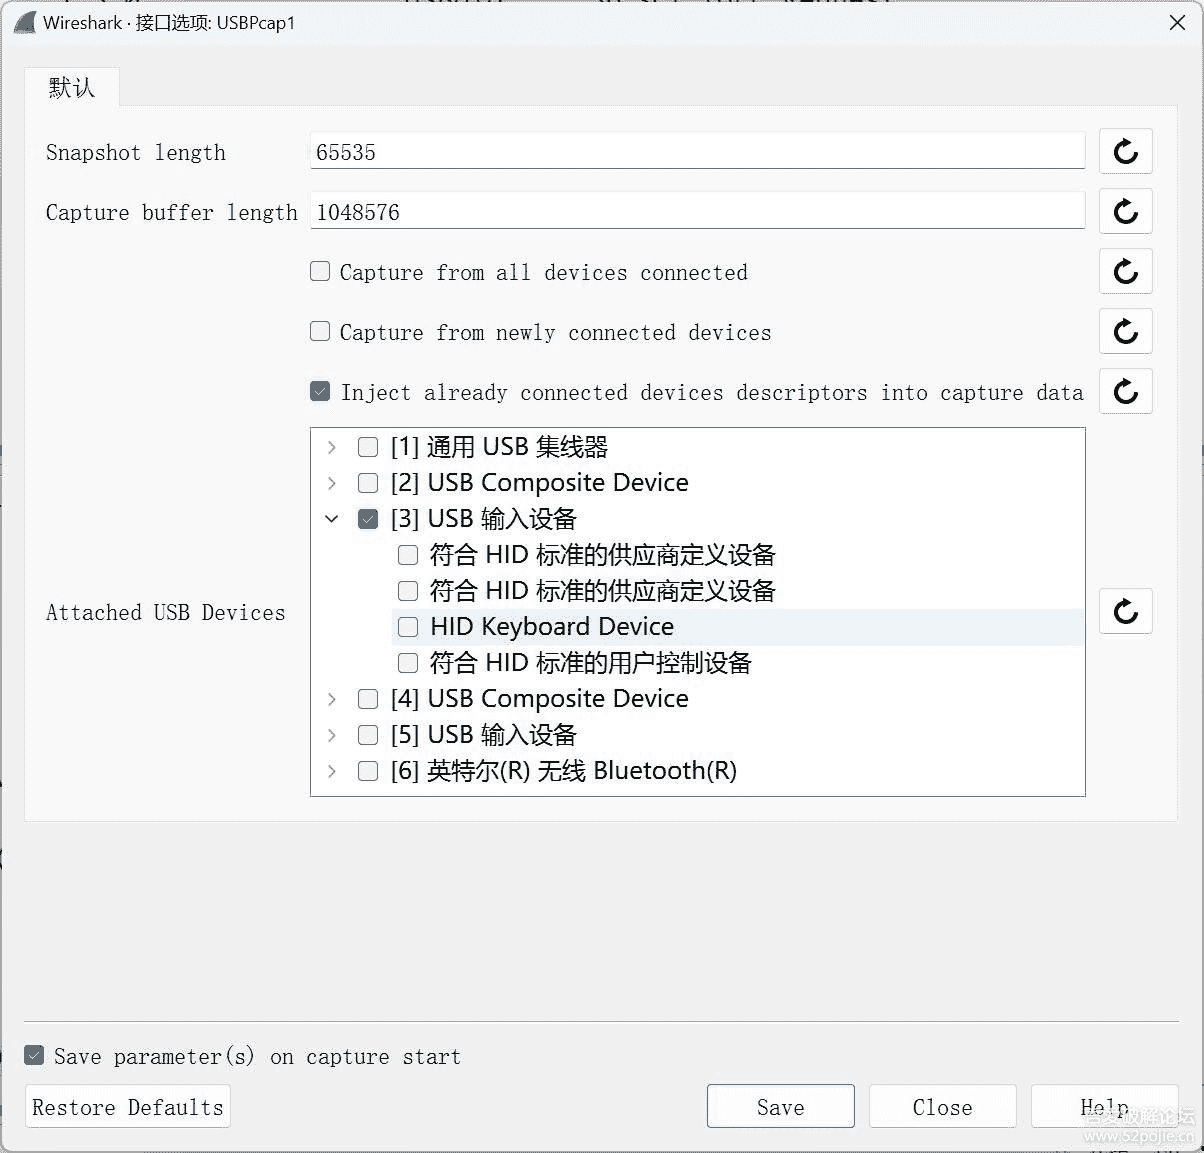 Wireshark · 接口选项: USBPcap1
默认
Snapshot length 65535
Capture buffer length 1048576
Capture from all devices connected
Capture from newly connected devices
Inject already connected devices descriptors into capture data
[1] 通用 USB 集线器
[2] USB Composite Device
[3] USB 输入设备
符合 HID 标准的供应商定义设备
符合 HID 标准的供应商定义设备
Attached USB Devices
HID Keyboard Device
符合 HID 标准的用户控制设备
[4] USB Composite Device
[5] USB 输入设备
[6] 英特尔(R) 无线 Bluetooth(R)
Save parameter(s) on capture start
Restore Defaults Save Close Help
吾爱破解论坛
www.52pojie.cn